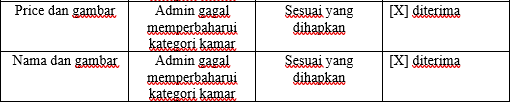 Price dan gambar Admin gagal Sesuai yang [X] diterima
memperbaharui dihapkan
kategori kamar
Nama dan gambar Admin gagal Sesuai yang [X] diterima
memperbaharui dihapkan
kategori kamar